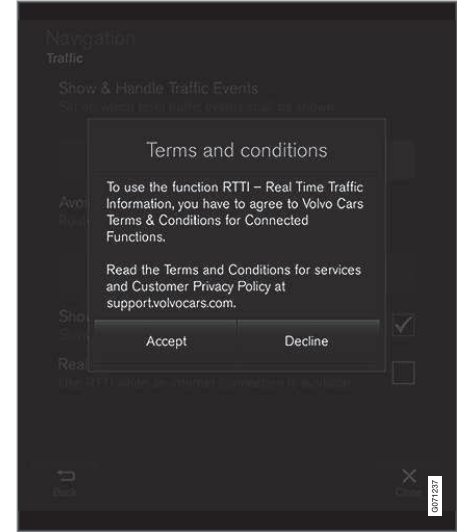 Navigation
Traffic
Show & Handle Traffic Events
Terms and conditions
To use the function RTTI – Real Time Traffic
Information, you have to agree to Volvo Cars
Terms & Conditions for Connected
Functions.
Read the Terms and Conditions for services
and Customer Privacy Policy at
support.volvocars.com.
Accept
Decline
Back
G071237